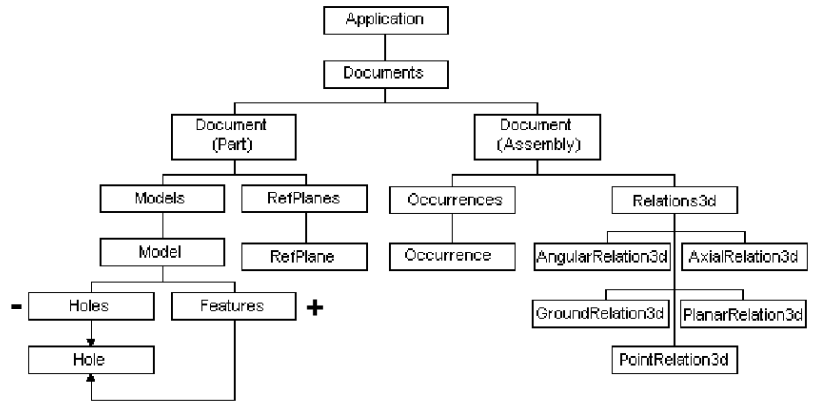 Application
Documents
Document
(Part)
Document
(Assembly)
Models
RefPlanes
Occurrences
Relations3d
Model
RefPlane
Occurrence
AngularRelation3d
AxialRelation3d
- Holes
Features +
GroundRelation3d
PlanarRelation3d
Hole
PointRelation3d